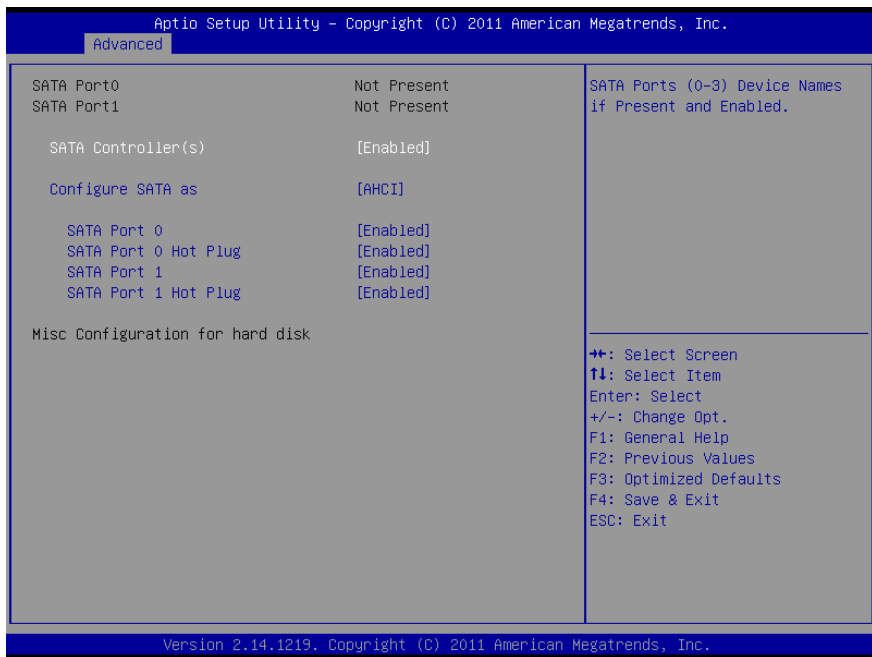 Aptio Setup Utility – Copyright (C) 2011 American Megatrends, Inc.
Advanced
SATA Port0 Not Present
SATA Port1 Not Present
SATA Controller(s) [Enabled]
Configure SATA as [AHCI]
SATA Port 0 [Enabled]
SATA Port 0 Hot Plug [Enabled]
SATA Port 1 [Enabled]
SATA Port 1 Hot Plug [Enabled]
Misc Configuration for hard disk
SATA Ports (0-3) Device Names
if Present and Enabled.
→←: Select Screen
↑↓: Select Item
Enter: Select
+/-: Change Opt.
F1: General Help
F2: Previous Values
F3: Optimized Defaults
F4: Save & Exit
ESC: Exit
Version 2.14.1219. Copyright (C) 2011 American Megatrends, Inc.